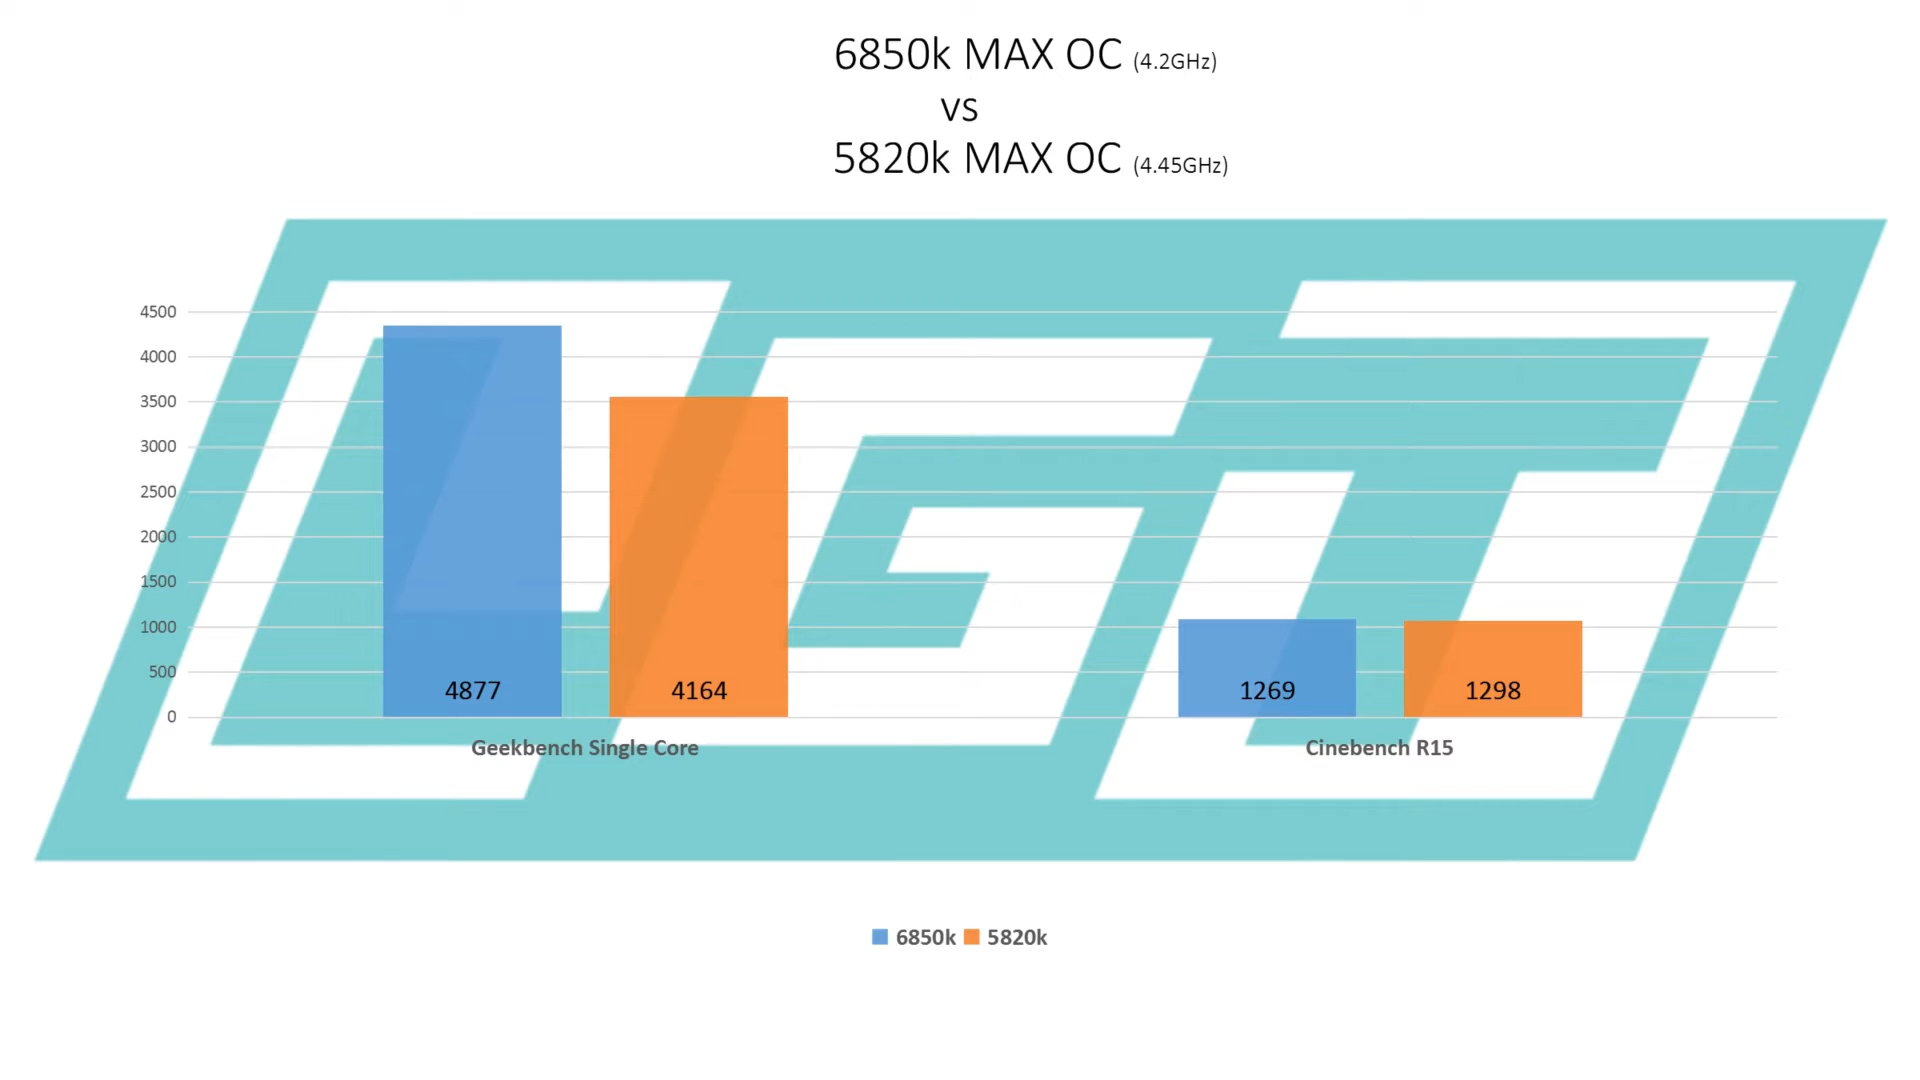 6850k MAX OC (4.2GHz)
VS
5820k MAX OC (4.45GHz)
4500
4000
3500
3000
2500
2000
1500
1000
500
0
4877
4164
1269
1298
Geekbench Single Core
Cinebench R15
6850k 5820k